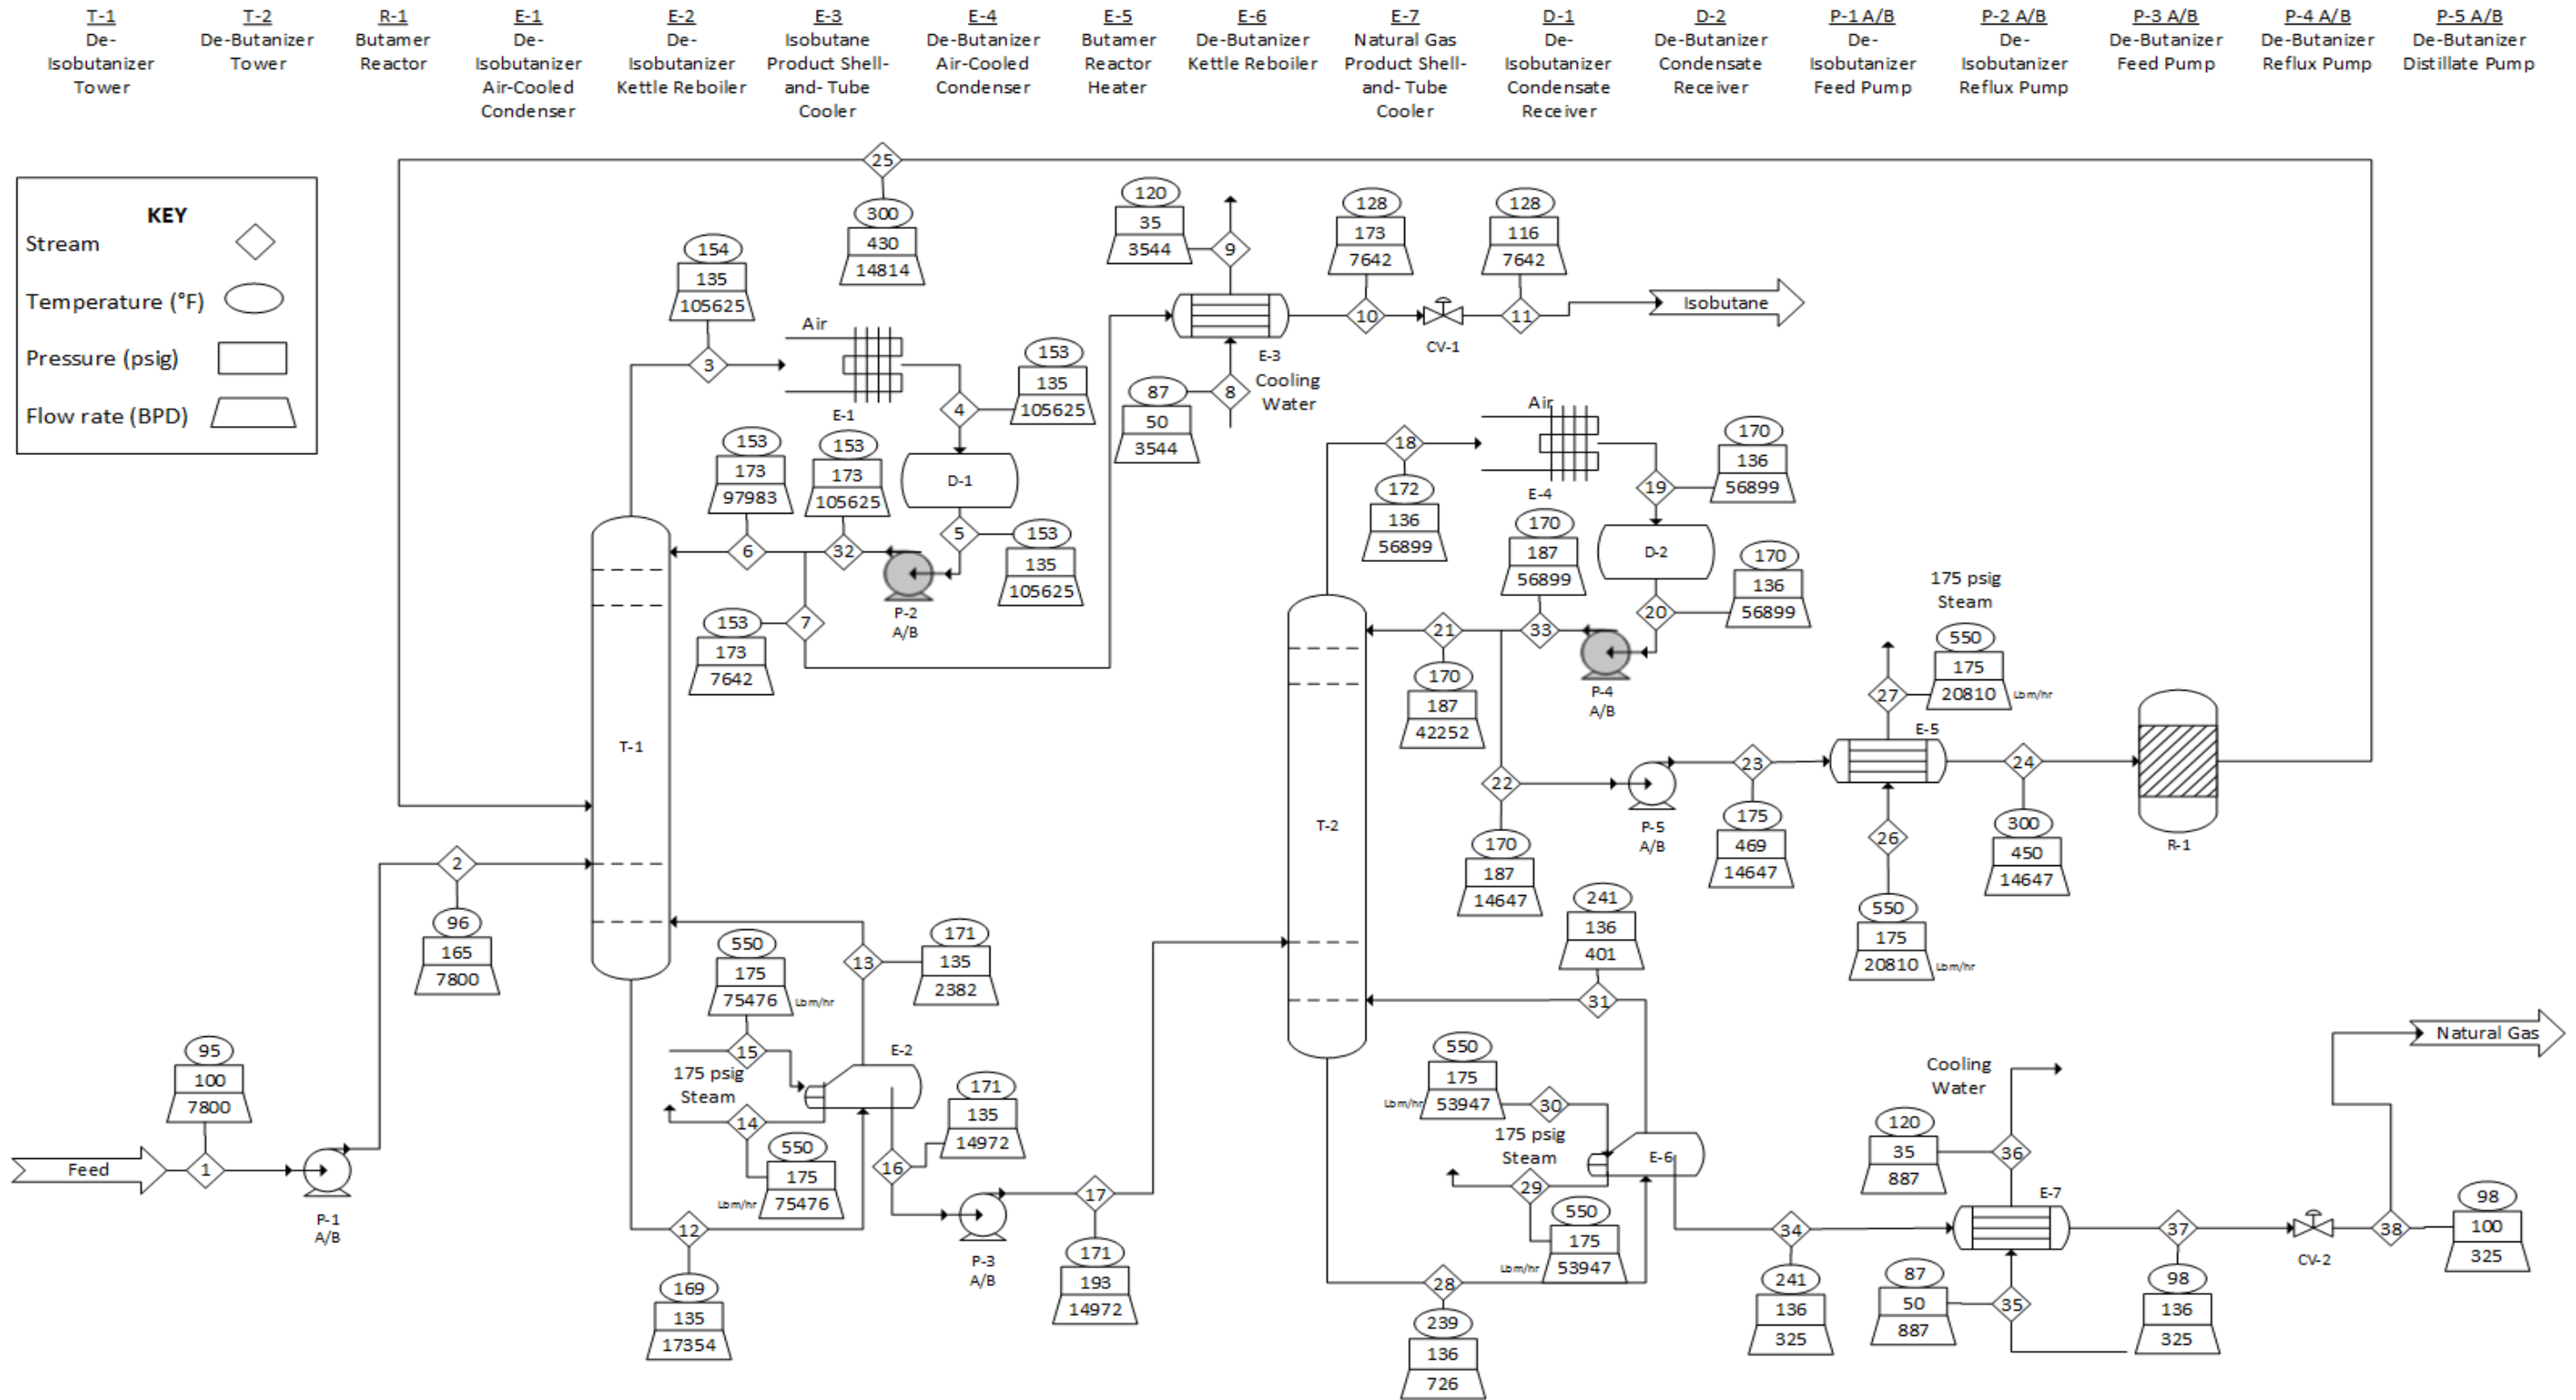 T-1
De-
Isobutanizer
Tower
T-2
De-Butanizer
Tower
R-1
Butamer
Reactor
E-1
De-
Isobutanizer
Air-Cooled
Condenser
E-2
De-
Isobutanizer
Kettle Reboiler
E-3
Isobutane
Product Shell-
and- Tube
Cooler
E-4
De-Butanizer
Air-Cooled
Condenser
E-5
Butamer
Reactor
Heater
E-6
De-Butanizer
Kettle Reboiler
E-7
Natural Gas
Product Shell-
and- Tube
Cooler
D-1
De-
Isobutanizer
Condensate
Receiver
D-2
De-Butanizer
Condensate
Receiver
P-1 A/B
De-
Isobutanizer
Feed Pump
P-2 A/B
De-
Isobutanizer
Reflux Pump
P-3 A/B
De-Butanizer
Feed Pump
P-4 A/B
De-Butanizer
Reflux Pump
P-5 A/B
De-Butanizer
Distillate Pump
KEY
Stream
Temperature (°F)
Pressure (psig)
Flow rate (BPD)
25
300
430
14814
154
135
105625
3
Air
E-1
153
135
105625
4
D-1
153
173
97983
153
173
105625
6
32
5
153
135
105625
P-2
A/B
153
173
7642
7
120
35
3544
9
E-3
Cooling
Water
87
50
3544
8
128
173
7642
10
CV-1
128
116
7642
11
Isobutane
18
172
136
56899
Air
E-4
170
136
56899
19
D-2
170
187
56899
170
136
56899
20
21
33
P-4
A/B
170
187
42252
22
170
187
14647
P-5
A/B
23
175
469
14647
175 psig
Steam
550
175
20810
Lbm/hr
27
E-5
26
550
175
20810
Lbm/hr
24
300
450
14647
R-1
T-1
T-2
2
96
165
7800
95
100
7800
Feed
1
P-1
A/B
550
175
75476
Lbm/hr
15
175 psig
Steam
14
550
175
75476
Lbm/hr
13
171
135
2382
E-2
171
135
14972
16
12
169
135
17354
P-3
A/B
17
171
193
14972
241
136
401
31
550
175
53947
Lbm/hr
30
175 psig
Steam
29
550
175
53947
Lbm/hr
E-6
28
239
136
726
34
241
136
325
Cooling
Water
120
35
887
36
E-7
87
50
887
35
37
98
136
325
CV-2
38
98
100
325
Natural Gas